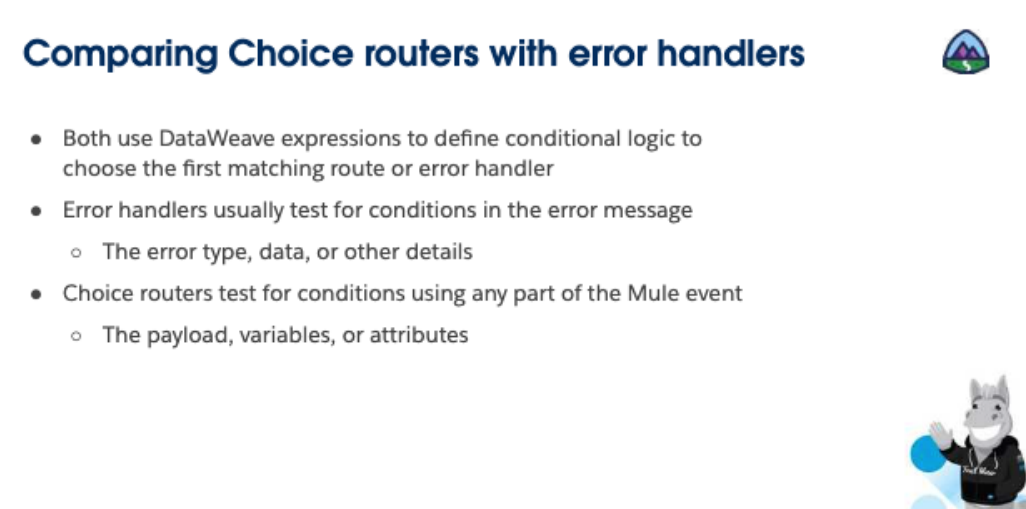 Comparing Choice routers with error handlers
● Both use DataWeave expressions to define conditional logic to
choose the first matching route or error handler
● Error handlers usually test for conditions in the error message
○ The error type, data, or other details
● Choice routers test for conditions using any part of the Mule event
○ The payload, variables, or attributes